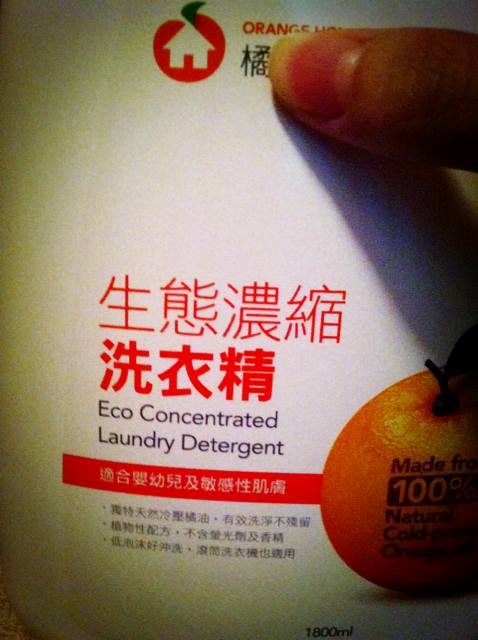 ORANGE
橘
生態濃縮
洗衣精
Eco Concentrated
Laundry Detergent
適合嬰幼兒及敏感性肌膚
·獨特天然冷壓橘油，有效洗淨不殘留
·植物性配方，不含螢光劑及香精
·低泡沫好沖洗，滾筒洗衣機也適用
Made
100%
Natural
Orange
1800ml